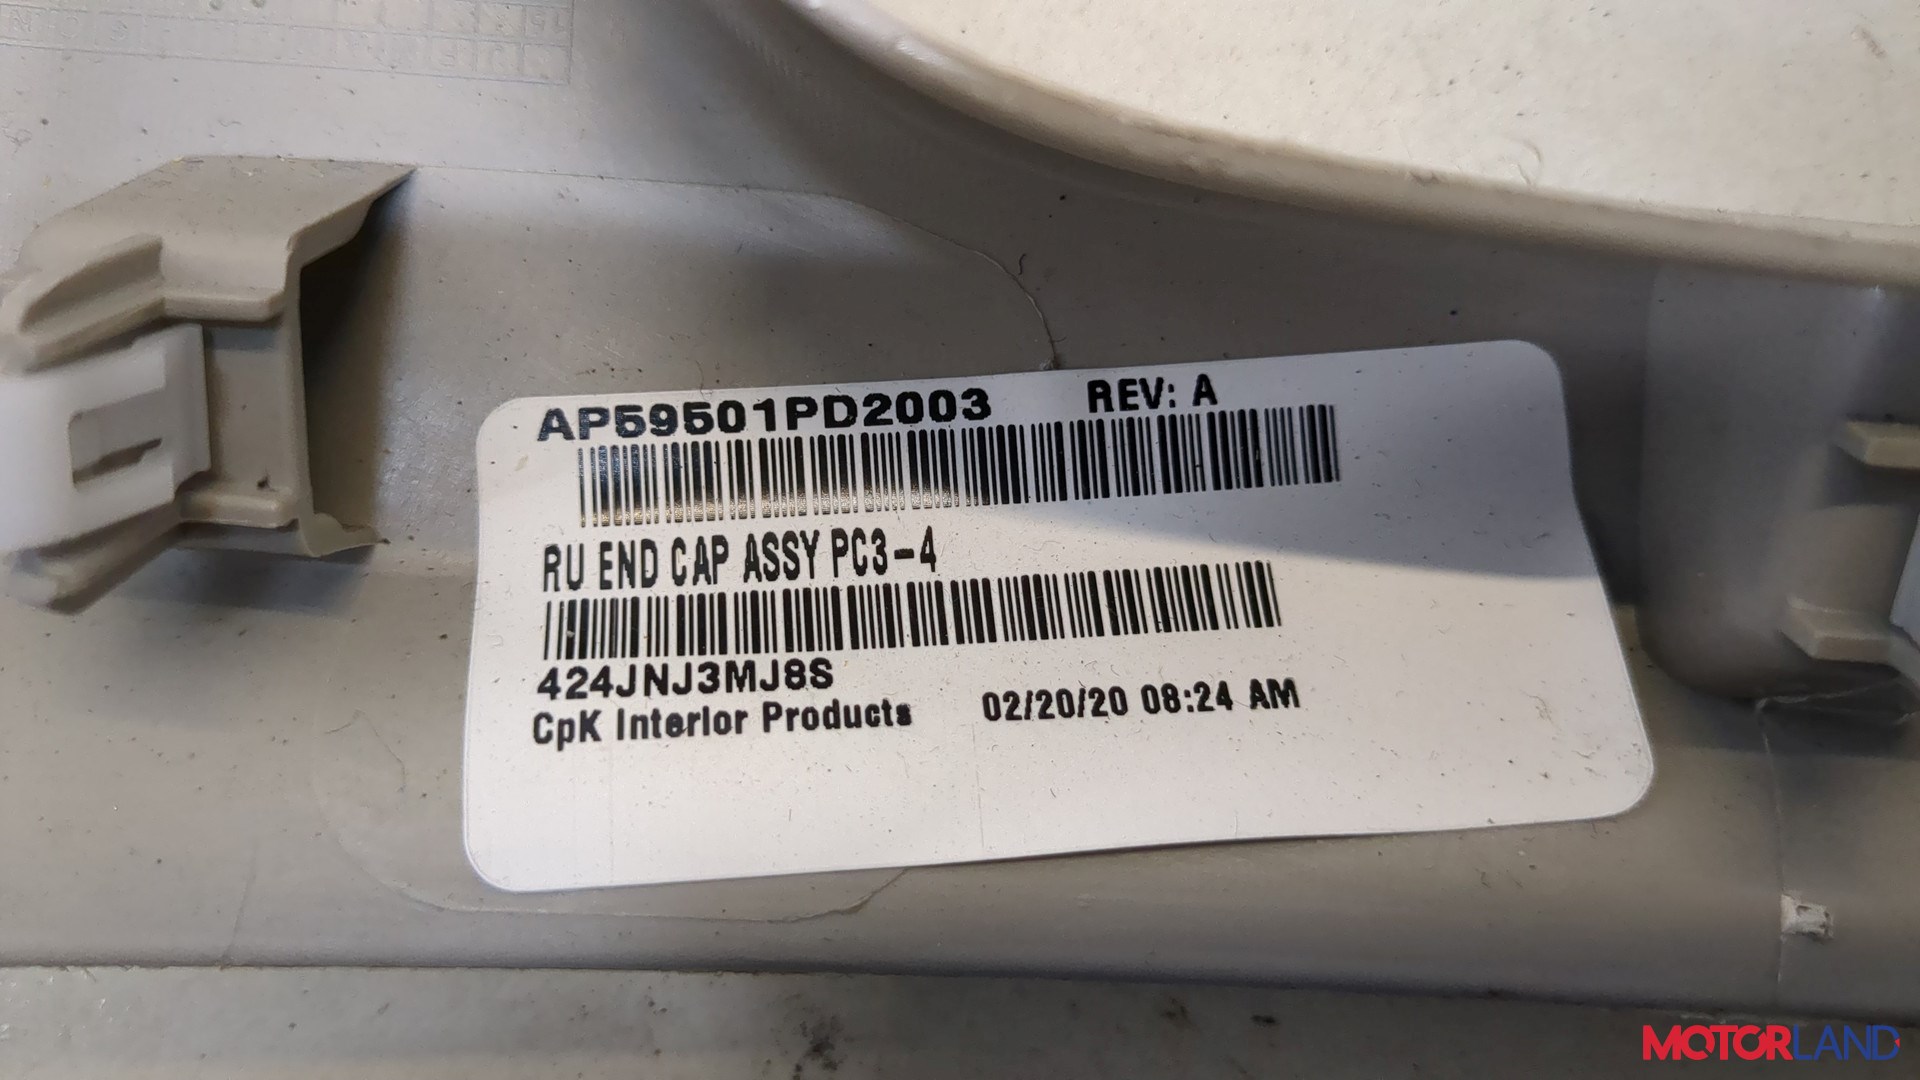 AP59501PD2003 REV: A
RU END CAP ASSY PC3-4
424JNJ3MJ8S
CpK Interior Products 02/20/20 08:24 AM
MOTORLAND